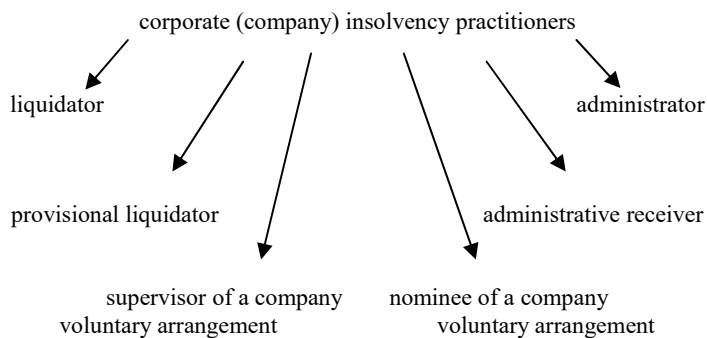 corporate (company) insolvency practitioners
liquidator
administrator
provisional liquidator
administrative receiver
supervisor of a company
voluntary arrangement
nominee of a company
voluntary arrangement